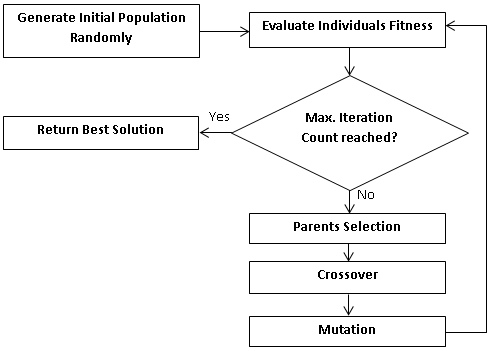 Generate Initial Population
Randomly
Evaluate Individuals Fitness
Max. Iteration
Count reached?
Yes
Return Best Solution
No
Parents Selection
Crossover
Mutation